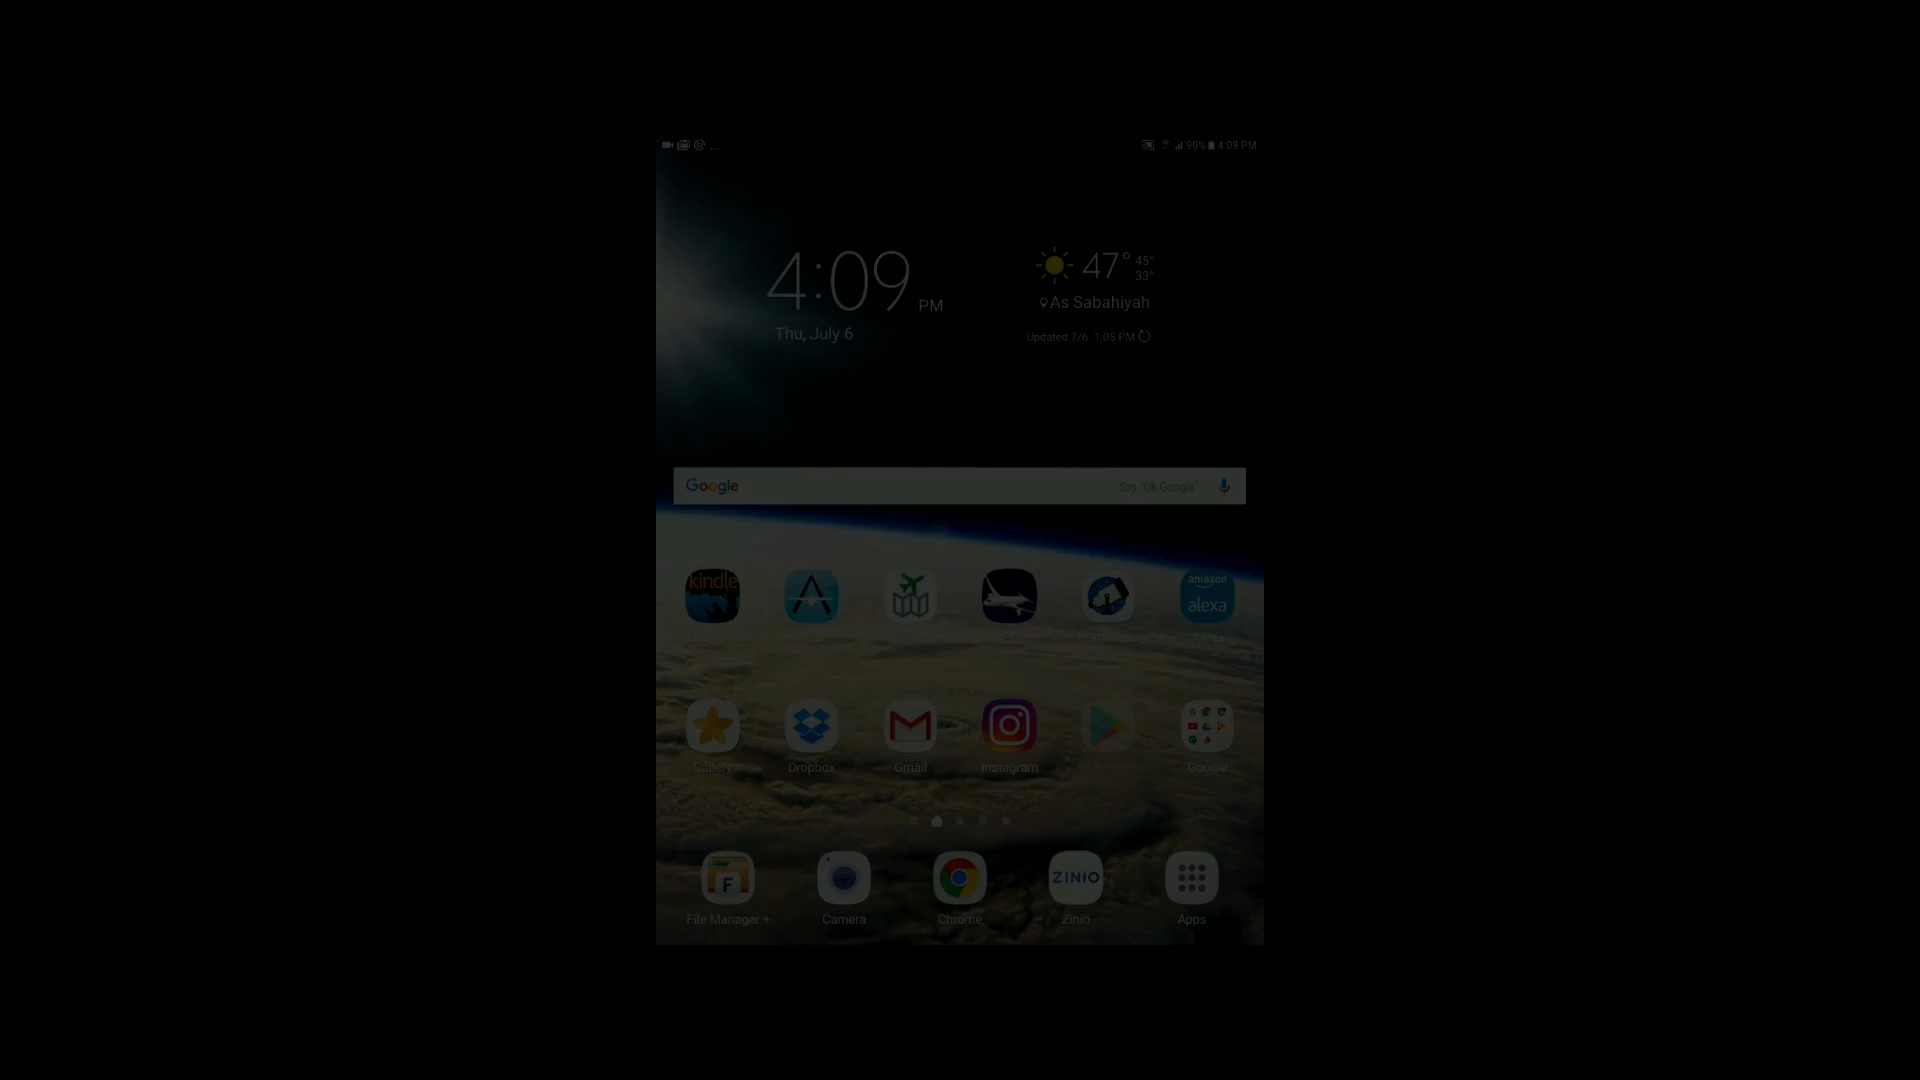 ...
90% 4:09 PM
4:09 PM
Thu, July 6
47° 45°
33°
As Sabahiyah
Updated 7/6 1:05 PM
Google Say "Ok Google"
kindle
amazon
alexa
Gallery Dropbox Gmail Instagram Google
F
ZINIO
File Manager + Camera Chrome Zinio Apps